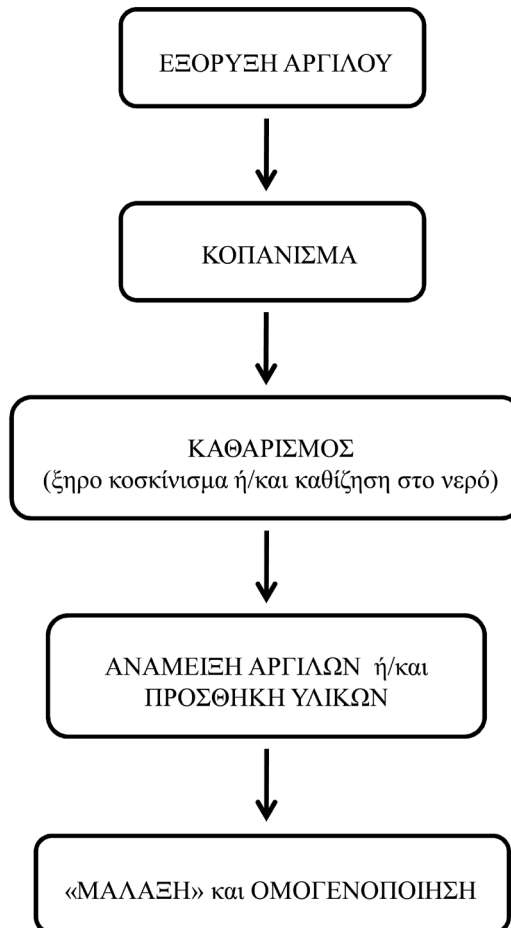 ΕΞΟΡΥΞΗ ΑΡΓΙΛΟΥ
ΚΟΠΑΝΙΣΜΑ
ΚΑΘΑΡΙΣΜΟΣ
(ξηρο κοσκίνισμα ή/και καθίζηση στο νερό)
ΑΝΑΜΕΙΞΗ ΑΡΓΙΛΩΝ ή/και
ΠΡΟΣΘΗΚΗ ΥΛΙΚΩΝ
«ΜΑΛΑΞΗ» και ΟΜΟΓΕΝΟΠΟΙΗΣΗ